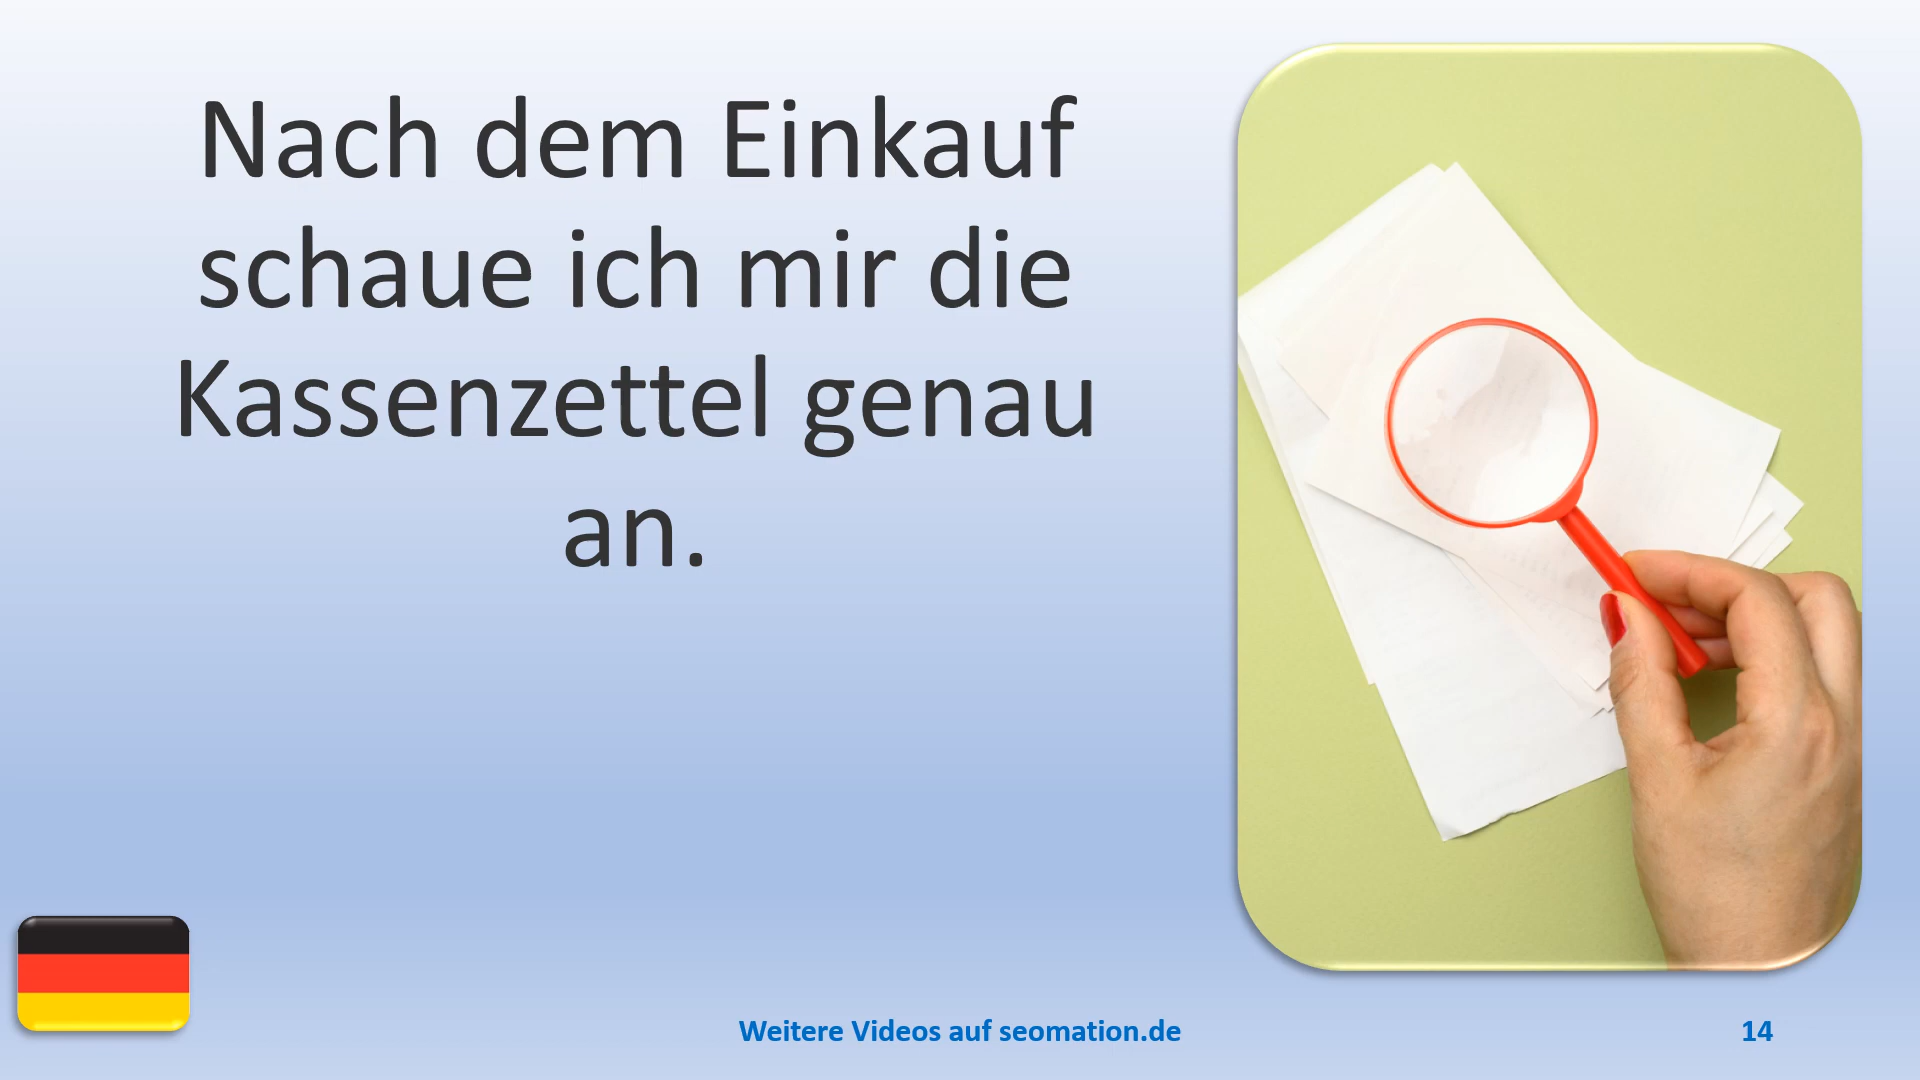 Nach dem Einkauf
schaue ich mir die
Kassenzettel genau
an.
Weitere Videos auf seomation.de
14